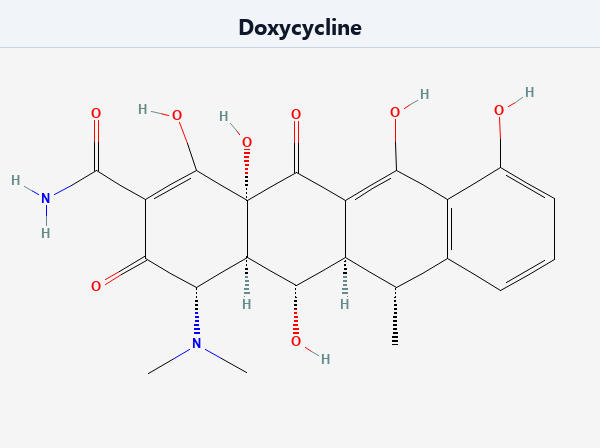 Doxycycline
O H O H O O H H O
H O
H N
H
O H H
N O H